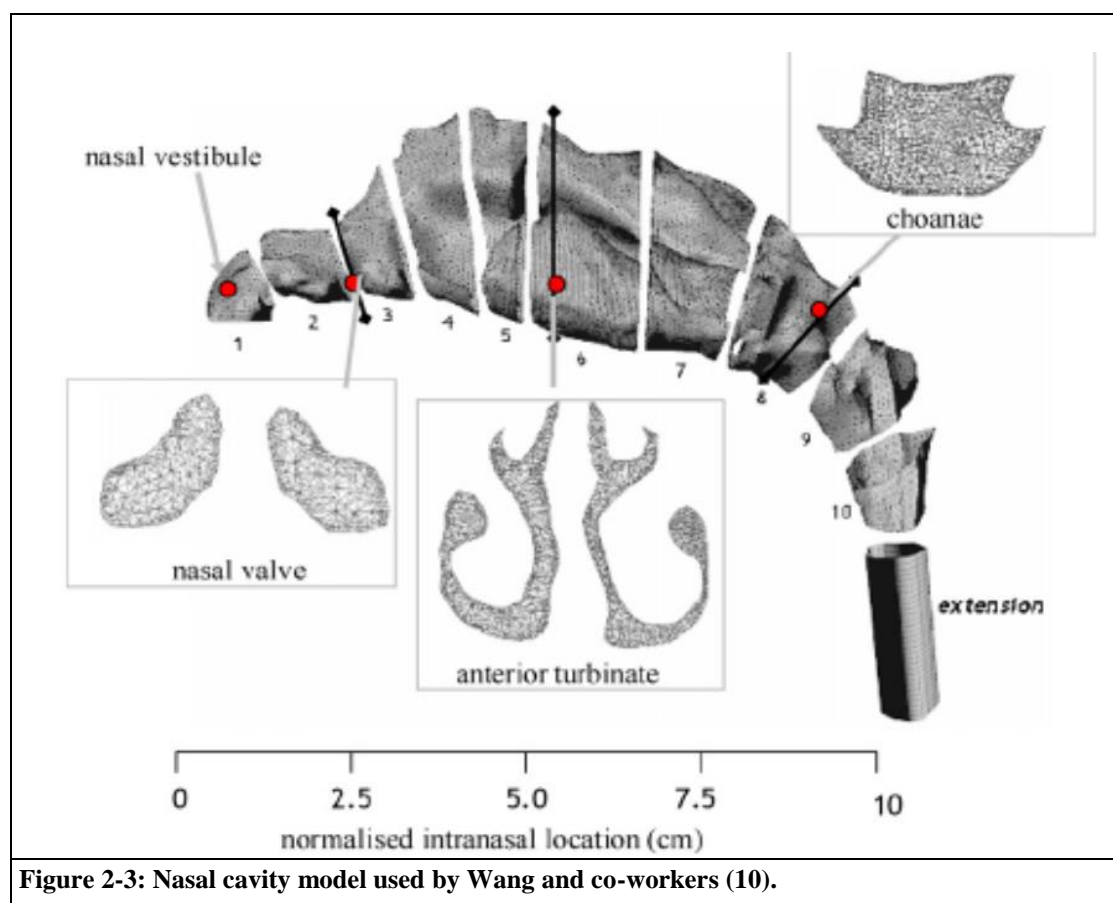 nasal vestibule
choanae
1
2
3
4
5
6
7
8
9
10
nasal valve
anterior turbinate
extension
0 2.5 5.0 7.5 10
normalised intranasal location (cm)
Figure 2-3: Nasal cavity model used by Wang and co-workers (10).